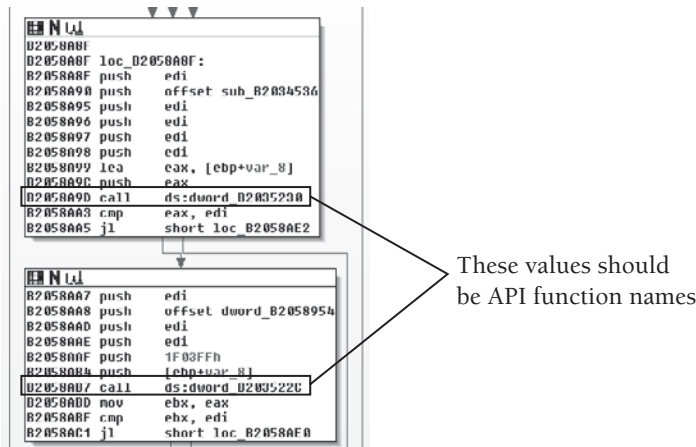 B2058A8F
B2058A8F loc_B2058A8F:
B2058A8F push edi
B2058A90 push offset sub_B2034536
B2058A95 push edi
B2058A96 push edi
B2058A97 push edi
B2058A98 push edi
B2058A99 lea eax, [ebp+var_8]
B2058A9C push eax
B2058A9D call ds:dword_B2035230
B2058AA3 cmp eax, edi
B2058AA5 jl short loc_B2058AE2
These values should
be API function names
B2058AA7 push edi
B2058AA8 push offset dword_B2058954
B2058AAD push edi
B2058AAE push edi
B2058AAF push 1F03FFh
B2058AB4 push [ebp+var_8]
B2058AB7 call ds:dword_B203522C
B2058ABD mov ebx, eax
B2058ABF cmp ebx, edi
B2058AC1 jl short loc_B2058AE0